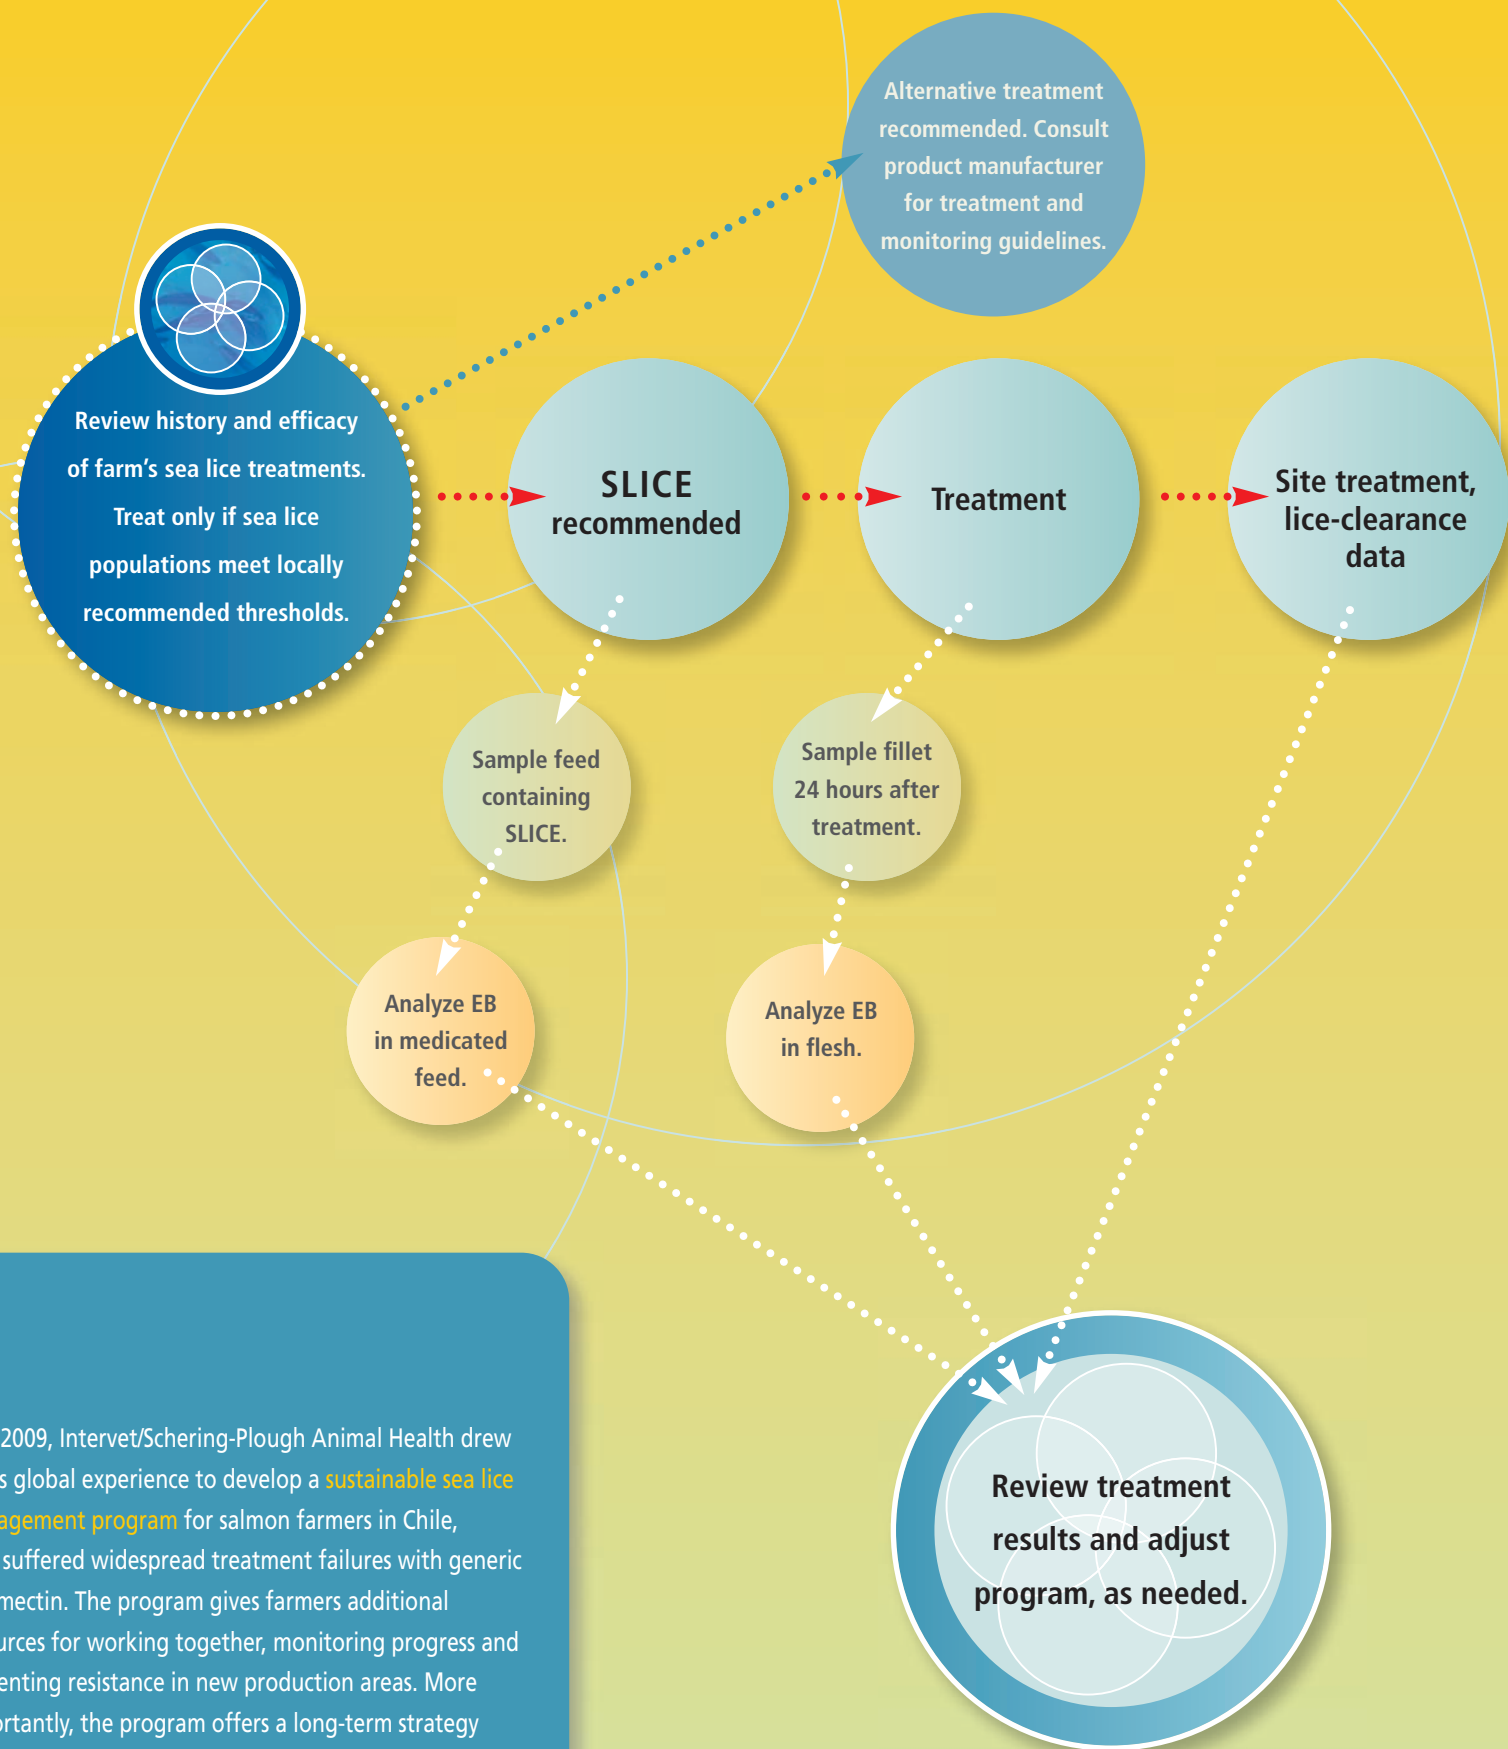 Alternative treatment
recommended. Consult
product manufacturer
for treatment and
monitoring guidelines.
Review history and efficacy
of farm's sea lice treatments.
Treat only if sea lice
populations meet locally
recommended thresholds.
SLICE
recommended
Treatment
Site treatment,
lice-clearance
data
Sample feed
containing
SLICE.
Sample fillet
24 hours after
treatment.
Analyze EB
in medicated
feed.
Analyze EB
in flesh.
Review treatment
results and adjust
program, as needed.
2009, Intervet/Schering-Plough Animal Health drew
global experience to develop a sustainable sea lice
program for salmon farmers in Chile,
suffered widespread treatment failures with generic
The program gives farmers additional
for working together, monitoring progress and
resistance in new production areas. More
the program offers a long-term strategy